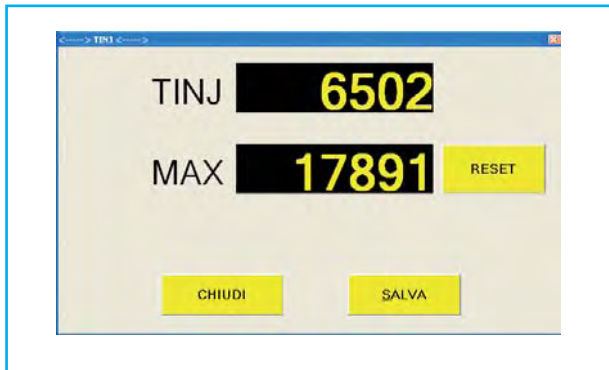 <-----> TINJ <----->
TINJ 6502
MAX 17891 RESET
CHIUDI SALVA